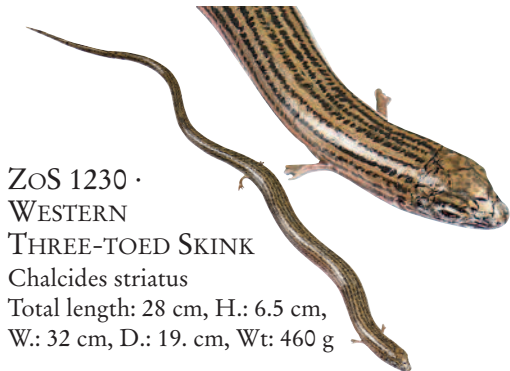 ZoS 1230 ·
Western
Three-toed Skink
Chalcides striatus
Total length: 28 cm, H.: 6.5 cm,
W.: 32 cm, D.: 19. cm, Wt: 460 g